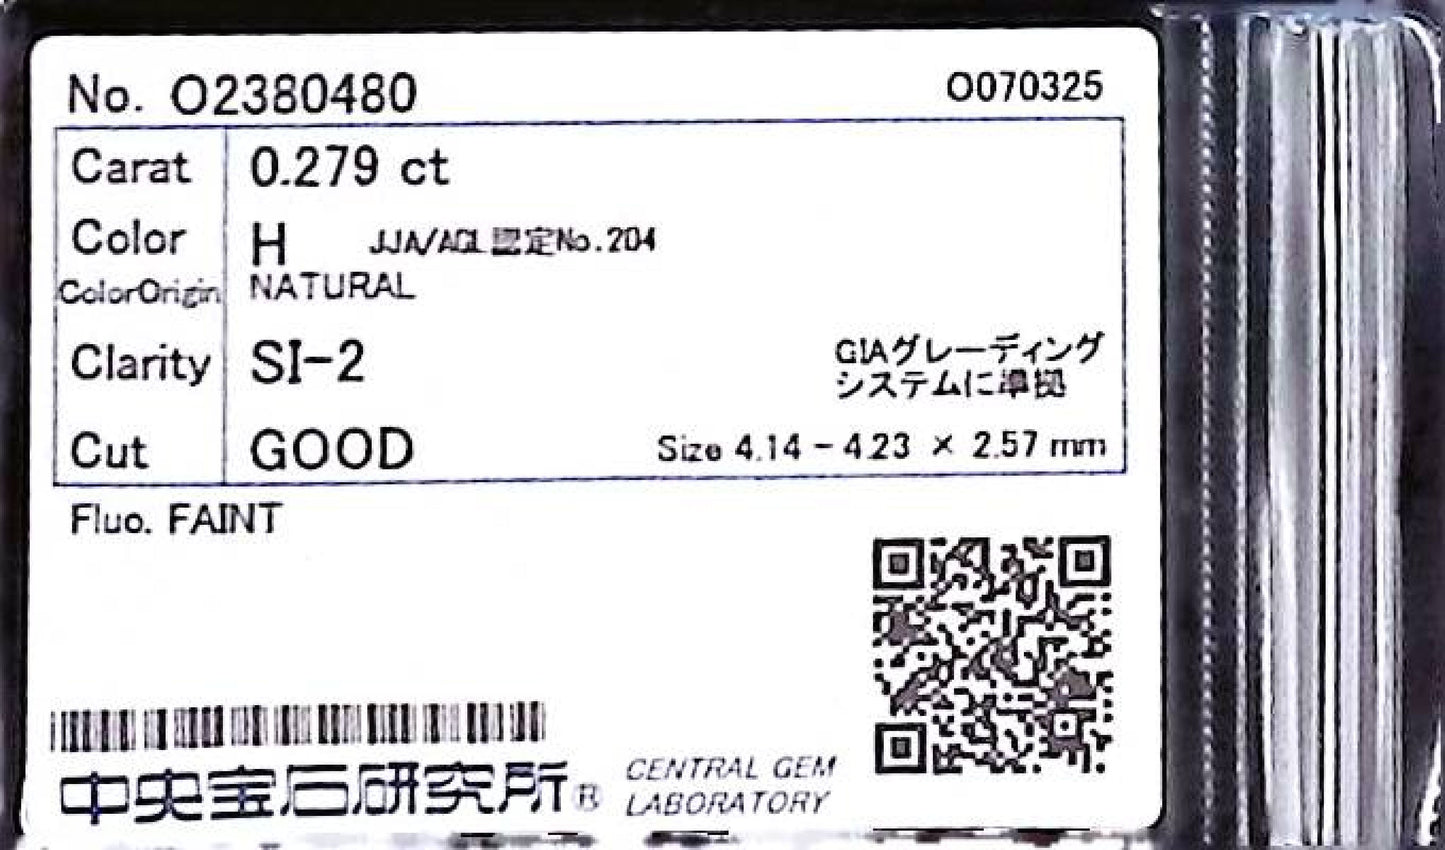 No. O2380480 O070325
Carat 0.279 ct
Color H JJA/AGL認定No.204
ColorOrigin NATURAL
Clarity SI-2 GIAグレーディング
システムに準拠
Cut GOOD Size 4.14 - 4.23 × 2.57 mm
Fluo. FAINT
中央宝石研究所® CENTRAL GEM
LABORATORY